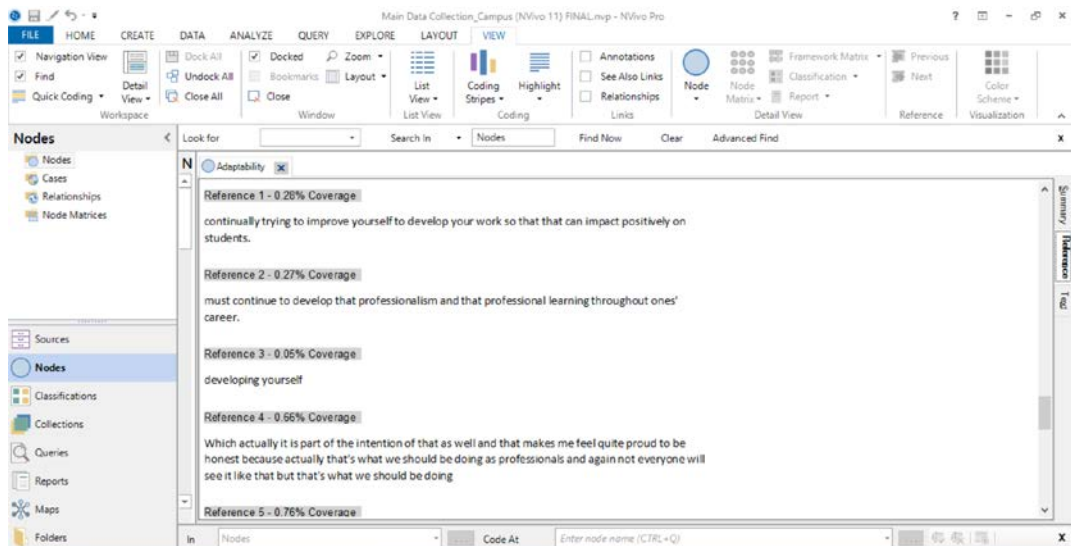 Main Data Collection_Campus (NVivo 11) FINAL.nvp - NVivo Pro
FILE HOME CREATE DATA ANALYZE QUERY EXPLORE LAYOUT VIEW
Navigation View
Find
Quick Coding
Detail View
Workspace
Dock All
Undock All
Close All
Docked
Bookmarks
Close
Zoom
Layout
Window
List View
List View
Coding Stripes
Highlight
Coding
Annotations
See Also Links
Relationships
Links
Node
Node Matrix
Framework Matrix
Classification
Report
Detail View
Previous
Next
Reference
Color Scheme
Visualization
Nodes
Look for Search In Nodes Find Now Clear Advanced Find
Nodes
Cases
Relationships
Node Matrices
Sources
Nodes
Classifications
Collections
Queries
Reports
Maps
Folders
N
Adaptability
Reference 1 - 0.28% Coverage
continually trying to improve yourself to develop your work so that that can impact positively on
students.
Reference 2 - 0.27% Coverage
must continue to develop that professionalism and that professional learning throughout ones'
career.
Reference 3 - 0.05% Coverage
developing yourself
Reference 4 - 0.66% Coverage
Which actually it is part of the intention of that as well and that makes me feel quite proud to be
honest because actually that's what we should be doing as professionals and again not everyone will
see it like that but that's what we should be doing
Reference 5 - 0.76% Coverage
Summary
Reference
Text
In Nodes Code At Enter node name (CTRL+Q)